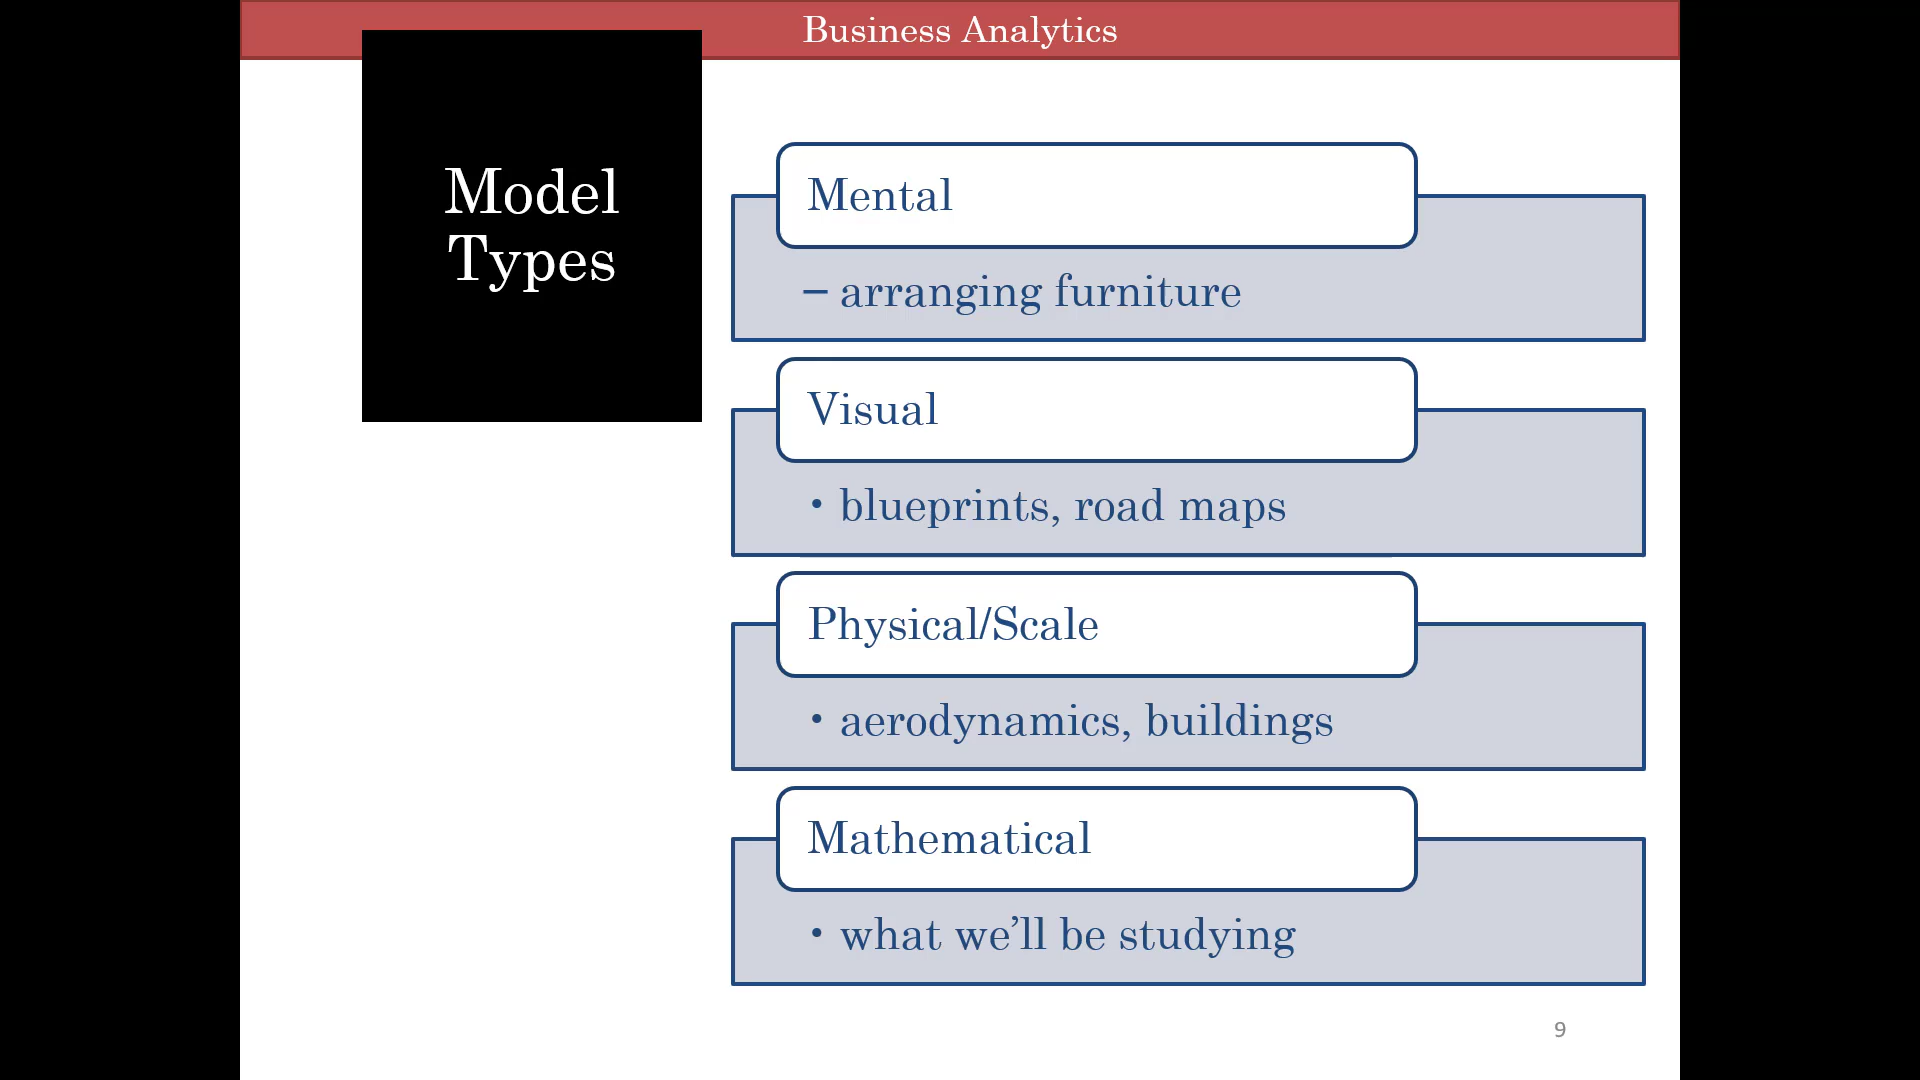 Business Analytics
Model
Types
Mental
– arranging furniture
Visual
• blueprints, road maps
Physical/Scale
• aerodynamics, buildings
Mathematical
• what we’ll be studying
9